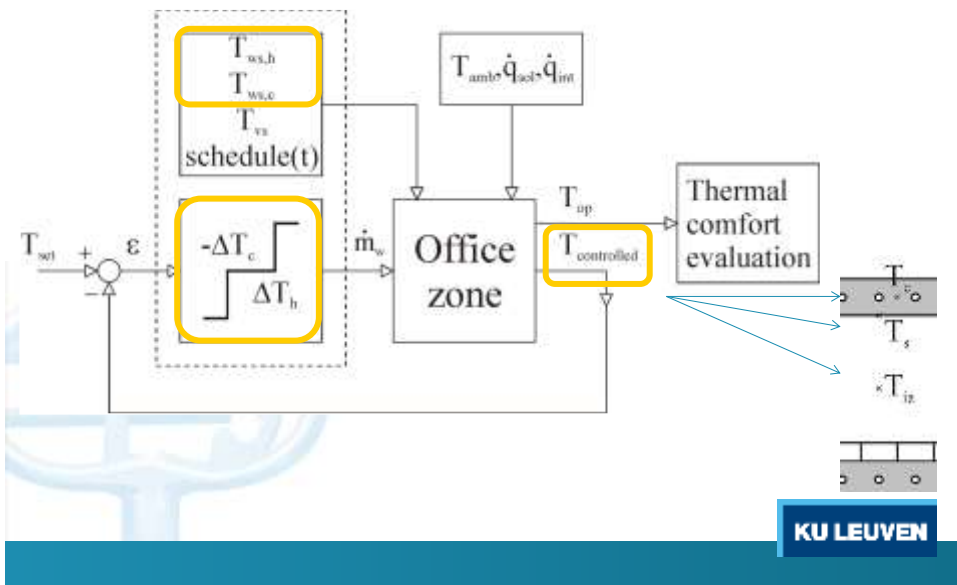 T_ws,h
T_ws,c
T_vs
schedule(t)
T_amb, q̇_sol, q̇_int
T_set
+
−
ε
-ΔT_c
ΔT_h
ṁ_w
Office
zone
T_op
T_controlled
Thermal
comfort
evaluation
T_c
T_s
T_iz
KU LEUVEN